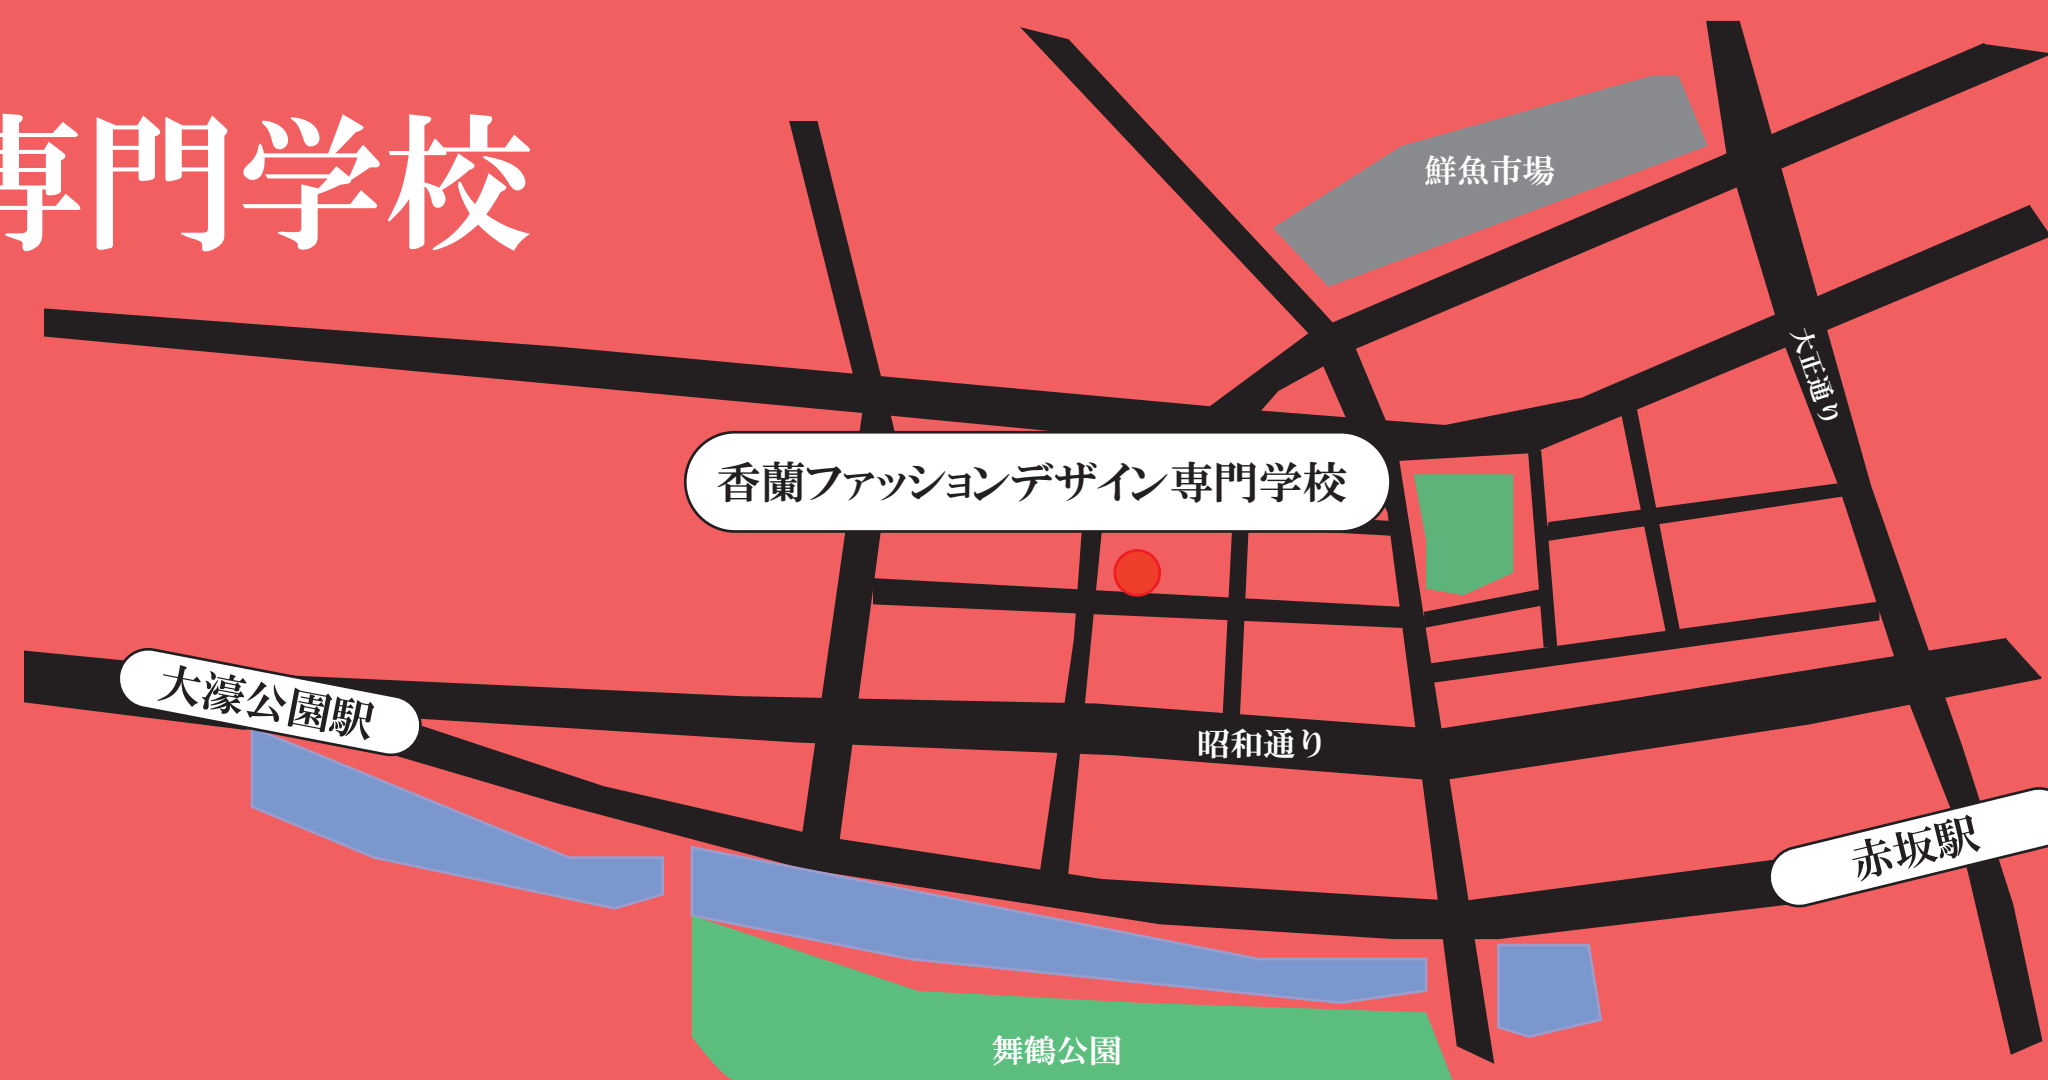 専門学校
鮮魚市場
大正通り
香蘭ファッションデザイン専門学校
大濠公園駅
昭和通り
赤坂駅
舞鶴公園